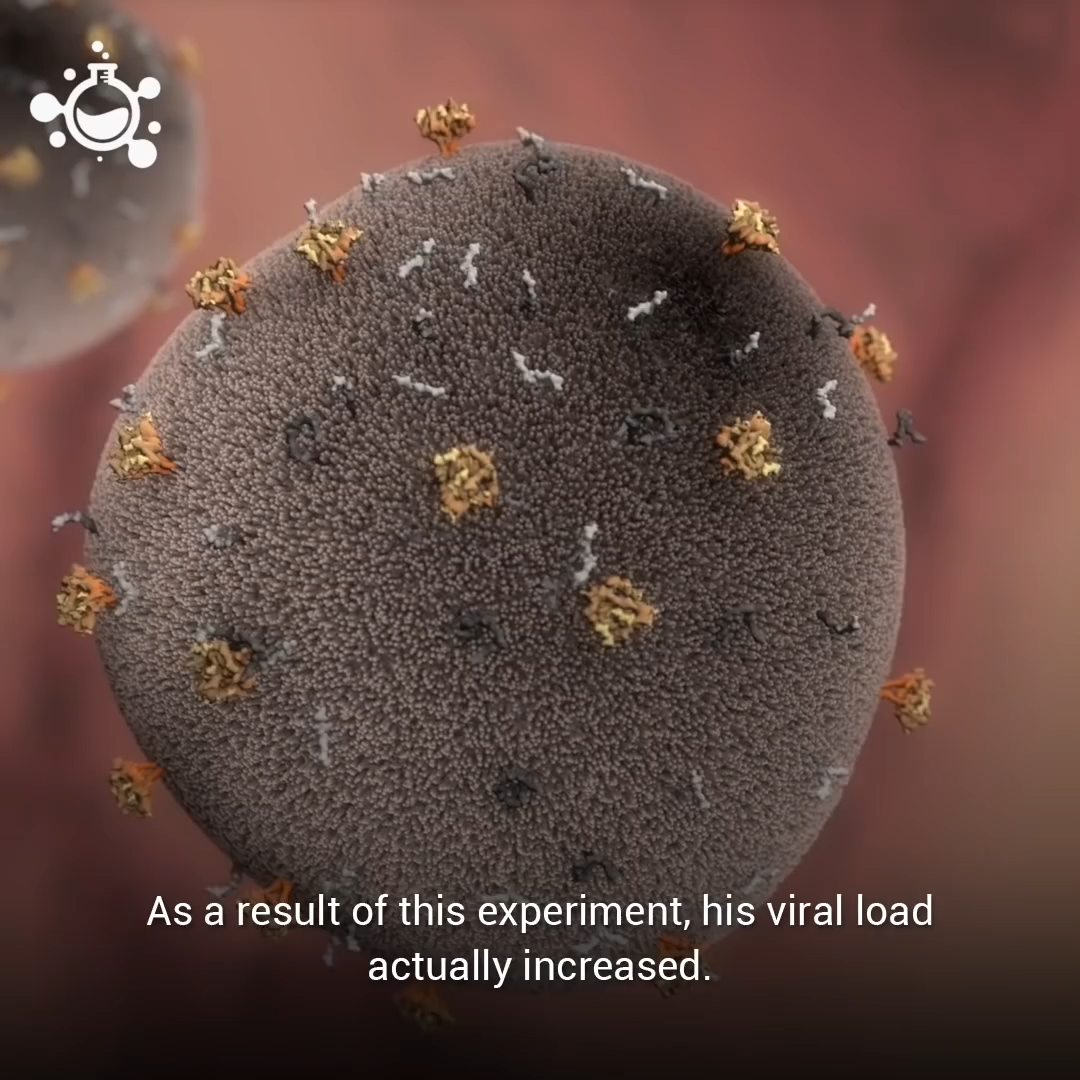 As a result of this experiment, his viral load
actually increased.